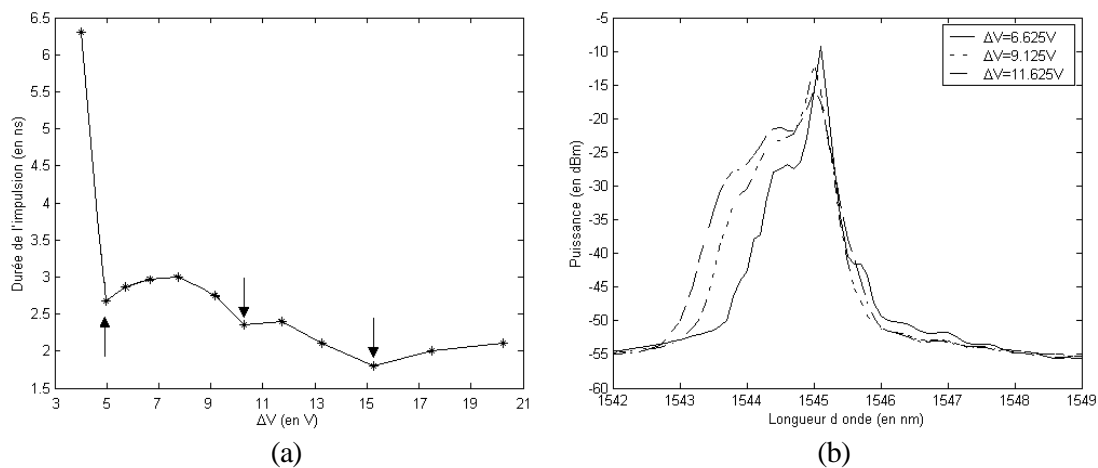 6.5
6
5.5
5
4.5
4
3.5
3
2.5
2
1.5
Durée de l'impulsion (en ns)
3 5 7 9 11 13 15 17 19 21
ΔV (en V)
(a)
-5
-10
-15
-20
-25
-30
-35
-40
-45
-50
-55
-60
Puissance (en dBm)
ΔV=6.625V
ΔV=9.125V
ΔV=11.625V
1542 1543 1544 1545 1546 1547 1548 1549
Longueur d onde (en nm)
(b)